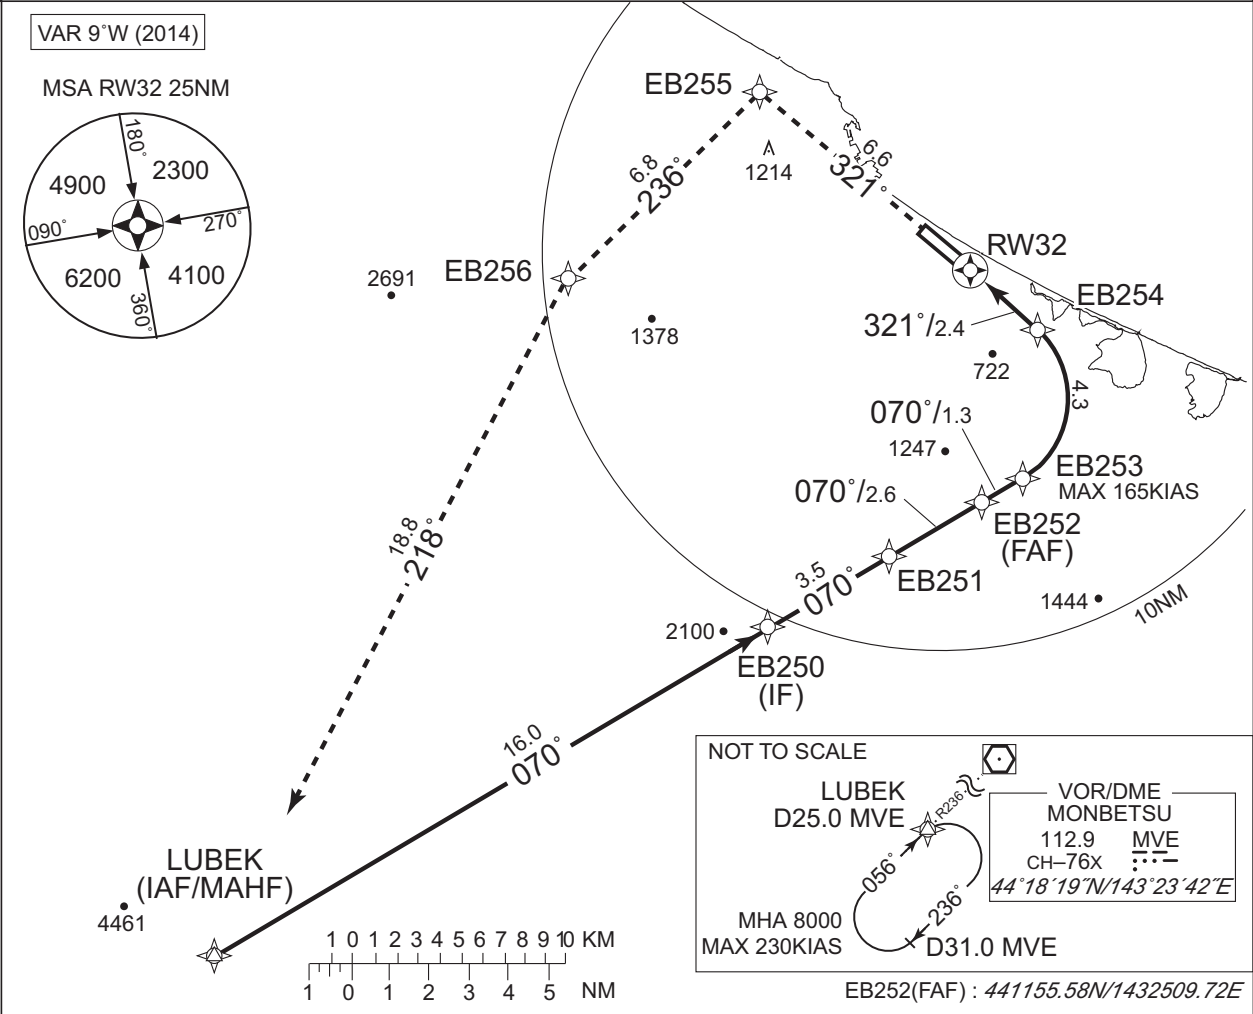 VAR 9°W (2014)
MSA RW32 25NM
180°
4900
2300
090°
270°
6200
4100
360°
EB255
1214
6.6
321°
6.8
236°
EB256
2691
1378
RW32
EB254
321°/2.4
722
4.3
070°/1.3
1247
EB253
MAX 165KIAS
070°/2.6
EB252
(FAF)
EB251
3.5
070°
1444
10NM
18.8
218°
2100
EB250
(IF)
16.0
070°
LUBEK
(IAF/MAHF)
4461
1 0 1 2 3 4 5 6 7 8 9 10 KM
1 0 1 2 3 4 5 NM
NOT TO SCALE
LUBEK
D25.0 MVE
R236
056°
236°
MHA 8000
MAX 230KIAS
D31.0 MVE
VOR/DME
MONBETSU
112.9 MVE
CH–76X
44°18´19˝N/143°23´42˝E
EB252(FAF) : 441155.58N/1432509.72E